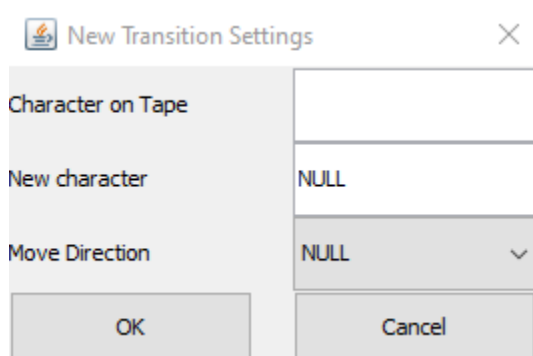 New Transition Settings
Character on Tape
New character NULL
Move Direction NULL
OK Cancel